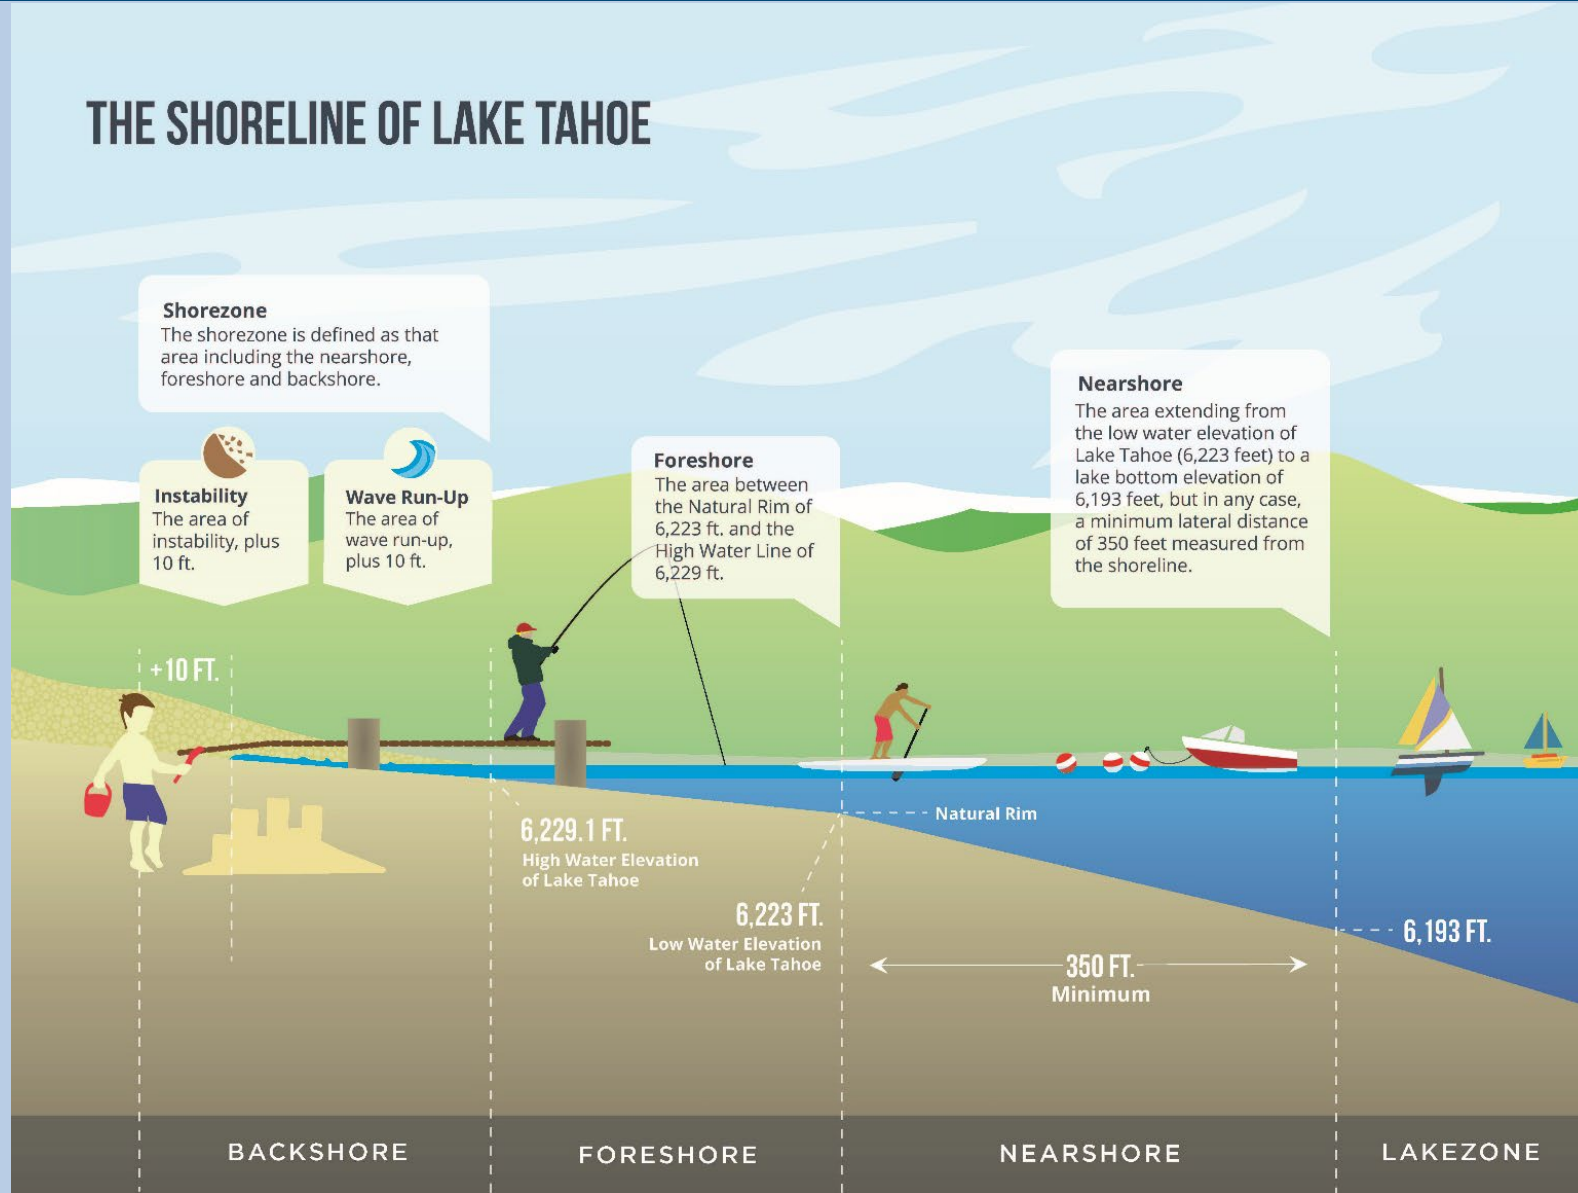 THE SHORELINE OF LAKE TAHOE
Shorezone
The shorezone is defined as that
area including the nearshore,
foreshore and backshore.
Instability
The area of
instability, plus
10 ft.
Wave Run-Up
The area of
wave run-up,
plus 10 ft.
Foreshore
The area between
the Natural Rim of
6,223 ft. and the
High Water Line of
6,229 ft.
Nearshore
The area extending from
the low water elevation of
Lake Tahoe (6,223 feet) to a
lake bottom elevation of
6,193 feet, but in any case,
a minimum lateral distance
of 350 feet measured from
the shoreline.
+10 FT.
6,229.1 FT.
High Water Elevation
of Lake Tahoe
Natural Rim
6,223 FT.
Low Water Elevation
of Lake Tahoe
6,193 FT.
350 FT.
Minimum
BACKSHORE
FORESHORE
NEARSHORE
LAKEZONE